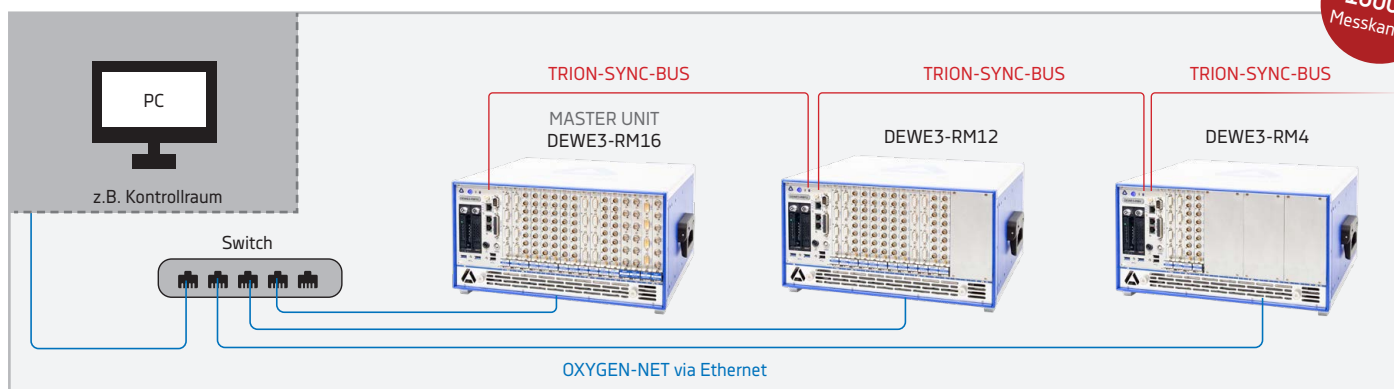 Messkan
TRION-SYNC-BUS
TRION-SYNC-BUS
TRION-SYNC-BUS
PC
MASTER UNIT
DEWE3-RM16
DEWE3-RM12
DEWE3-RM4
z.B. Kontrollraum
Switch
OXYGEN-NET via Ethernet